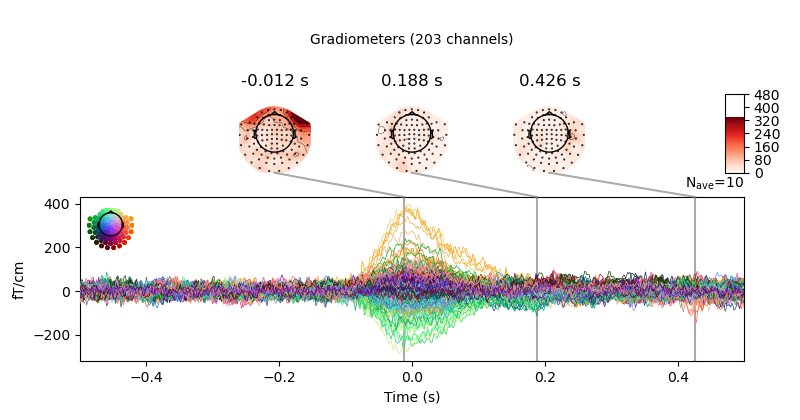 Gradiometers (203 channels)
-0.012 s 0.188 s 0.426 s
480
400
320
240
160
80
0
Nave=10
400
200
0
−200
fT/cm
−0.4 −0.2 0.0 0.2 0.4
Time (s)